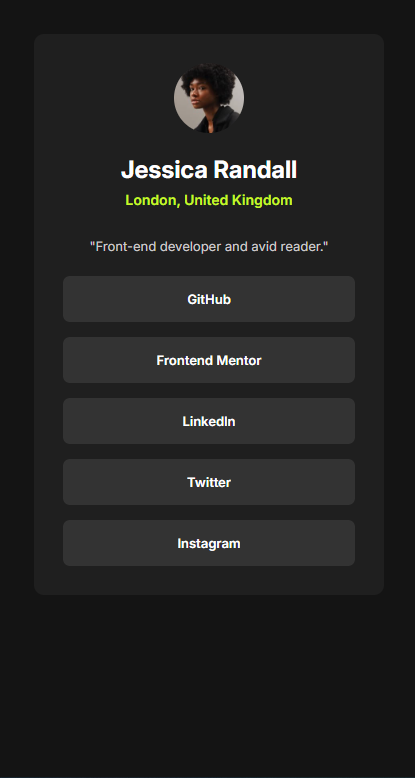 Jessica Randall
London, United Kingdom
"Front-end developer and avid reader."
GitHub
Frontend Mentor
LinkedIn
Twitter
Instagram